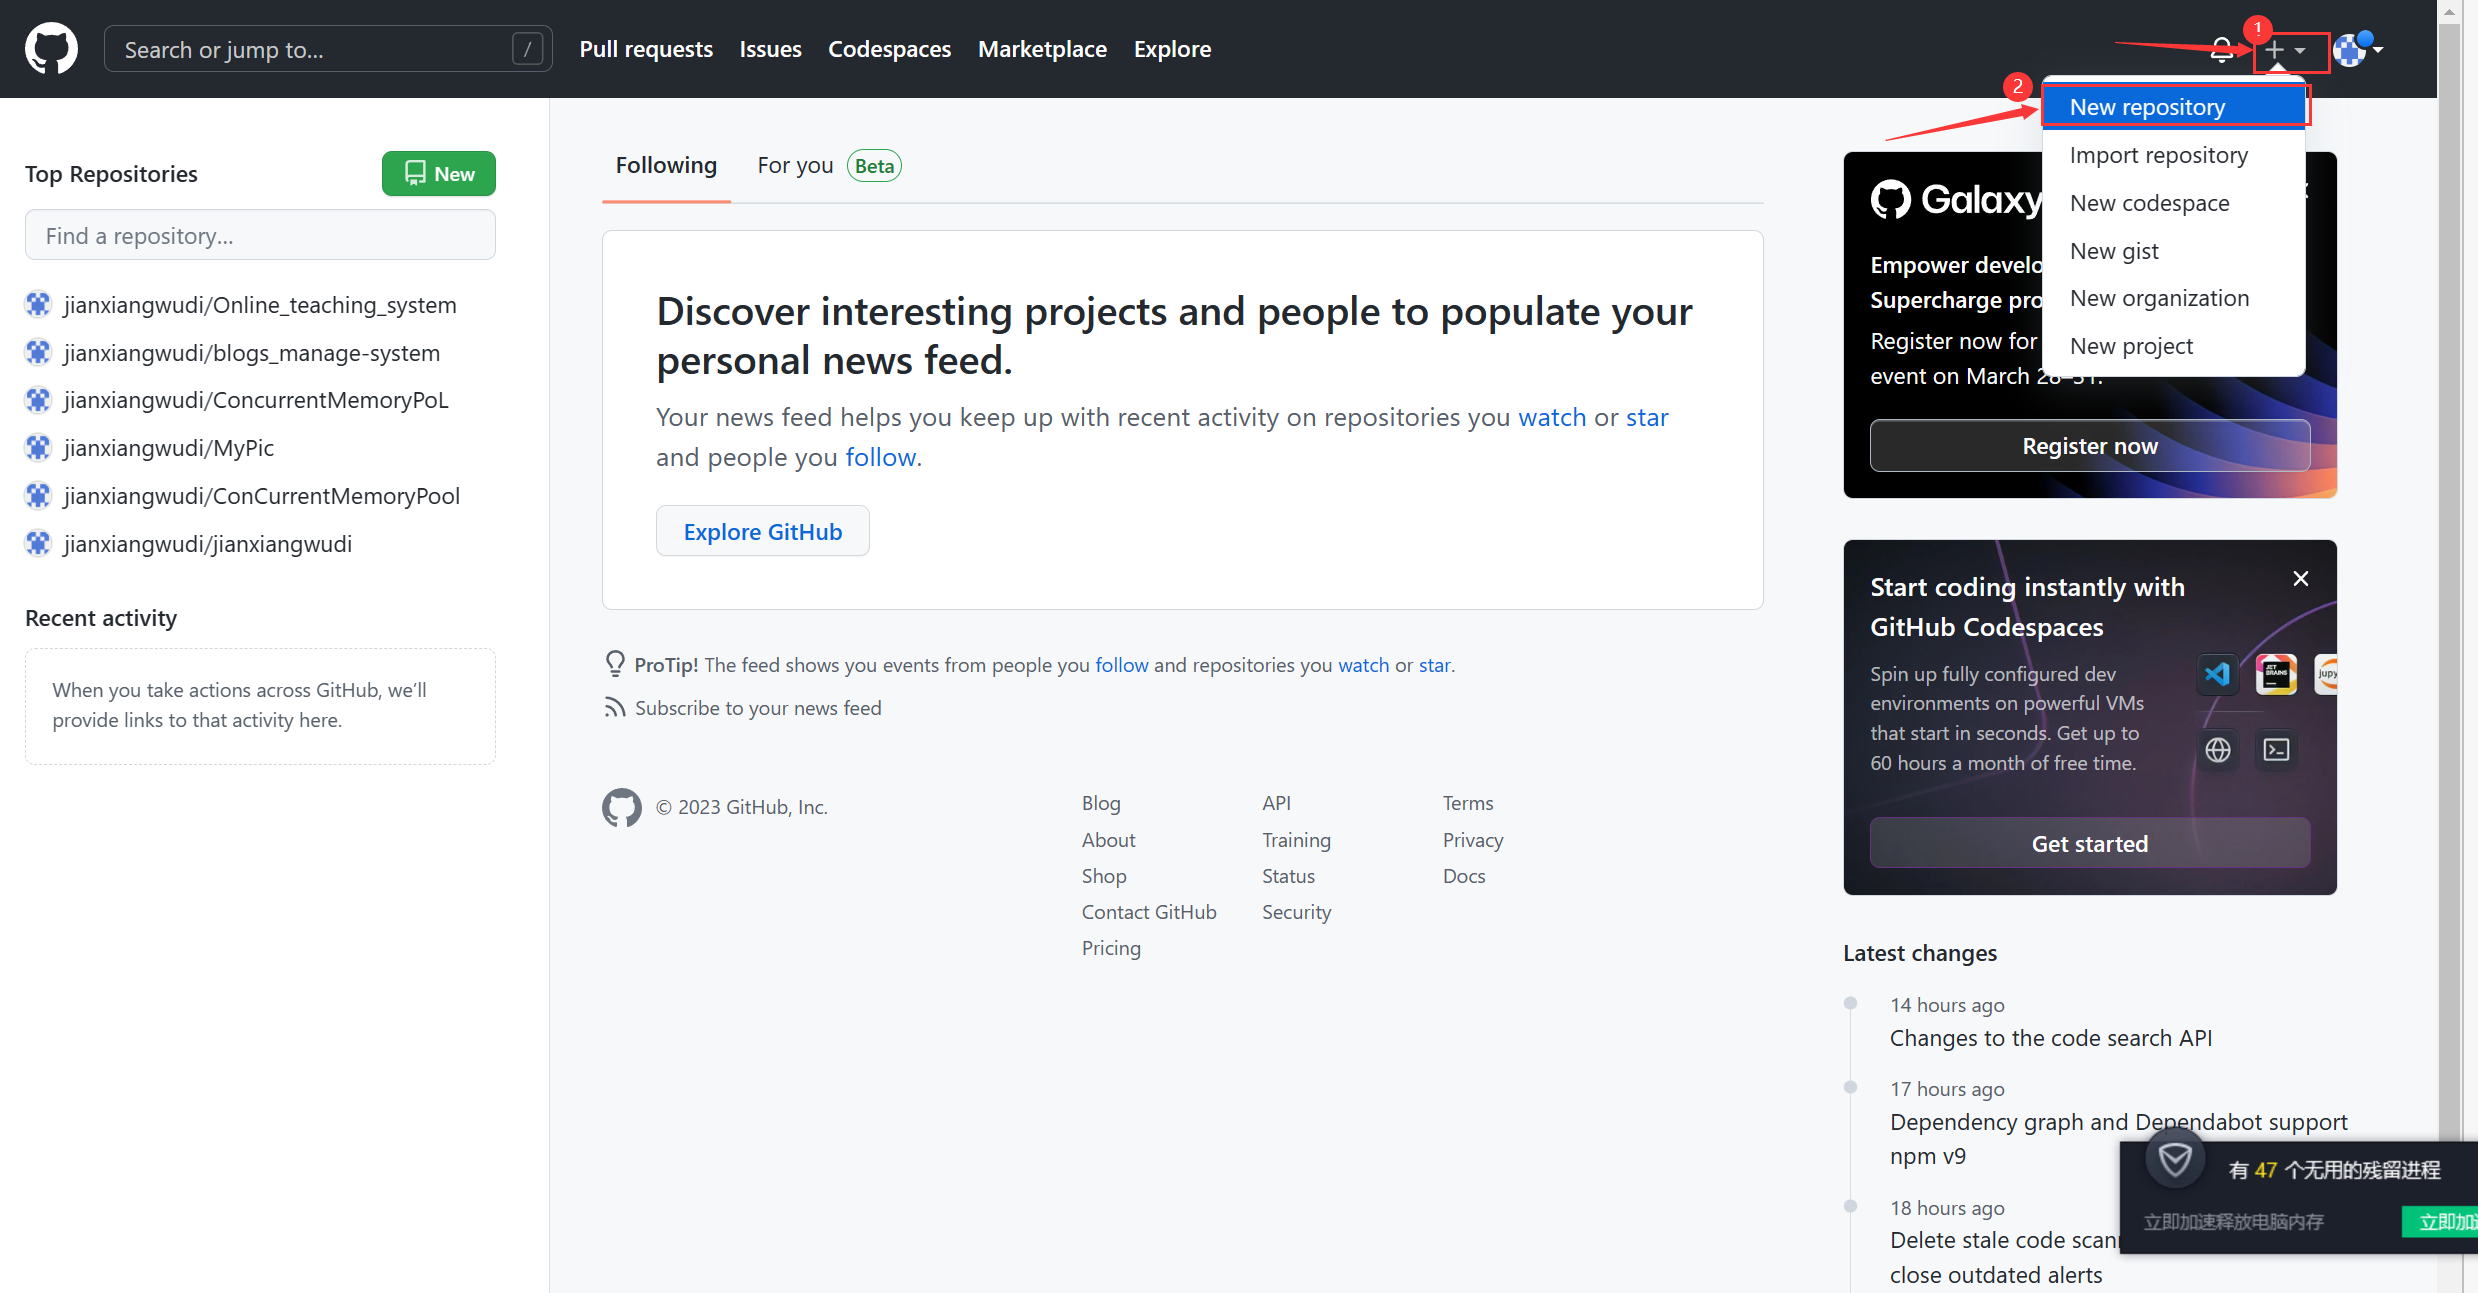 Search or jump to...
/
Pull requests
Issues
Codespaces
Marketplace
Explore
1
2
New repository
Import repository
New codespace
New gist
New organization
New project
Top Repositories
New
Find a repository...
jianxiangwudi/Online_teaching_system
jianxiangwudi/blogs_manage-system
jianxiangwudi/ConcurrentMemoryPoL
jianxiangwudi/MyPic
jianxiangwudi/ConCurrentMemoryPool
jianxiangwudi/jianxiangwudi
Recent activity
When you take actions across GitHub, we'll
provide links to that activity here.
Following
For you
Beta
Discover interesting projects and people to populate your
personal news feed.
Your news feed helps you keep up with recent activity on repositories you watch or star
and people you follow.
Explore GitHub
ProTip! The feed shows you events from people you follow and repositories you watch or star.
Subscribe to your news feed
© 2023 GitHub, Inc.
Blog
About
Shop
Contact GitHub
Pricing
API
Training
Status
Security
Terms
Privacy
Docs
Galaxy
Empower develo
Supercharge pro
Register now for
event on March 28–31.
Register now
Start coding instantly with
GitHub Codespaces
Spin up fully configured dev
environments on powerful VMs
that start in seconds. Get up to
60 hours a month of free time.
JET
BRAINS
jupy
Get started
Latest changes
14 hours ago
Changes to the code search API
17 hours ago
Dependency graph and Dependabot support
npm v9
18 hours ago
Delete stale code scan
close outdated alerts
有 47 个无用的残留进程
立即加速释放电脑内存
立即加